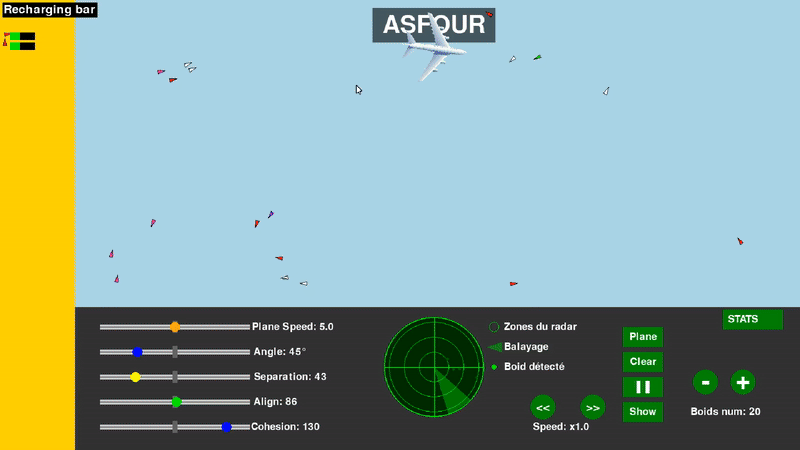 Recharging bar
ASFOUR
Plane Speed: 5.0
Angle: 45°
Separation: 43
Align: 86
Cohesion: 130
Zones du radar
Balayage
Boid détecté
<<
>>
Speed: x1.0
Plane
Clear
Show
STATS
-
+
Boids num: 20